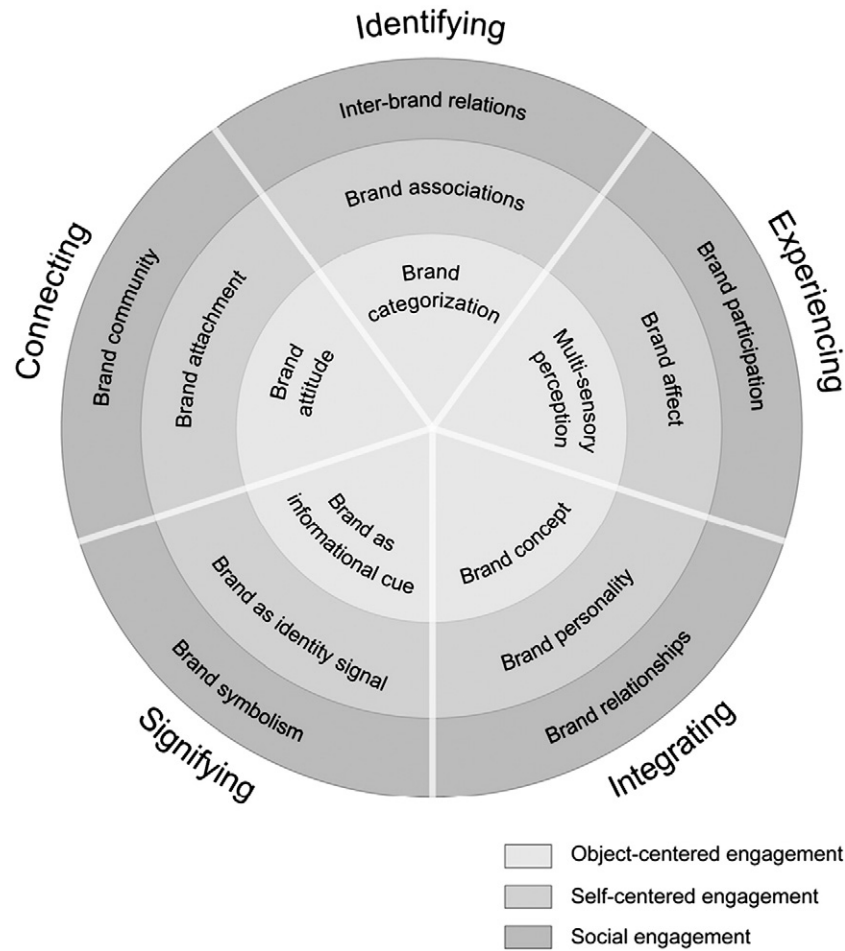 Identifying
Inter-brand relations
Brand associations
Brand
categorization
Experiencing
Brand participation
Brand affect
Multi-sensory
perception
Integrating
Brand relationships
Brand personality
Brand concept
Signifying
Brand symbolism
Brand as identity signal
Brand as
informational cue
Connecting
Brand community
Brand attachment
Brand
attitude
Object-centered engagement
Self-centered engagement
Social engagement